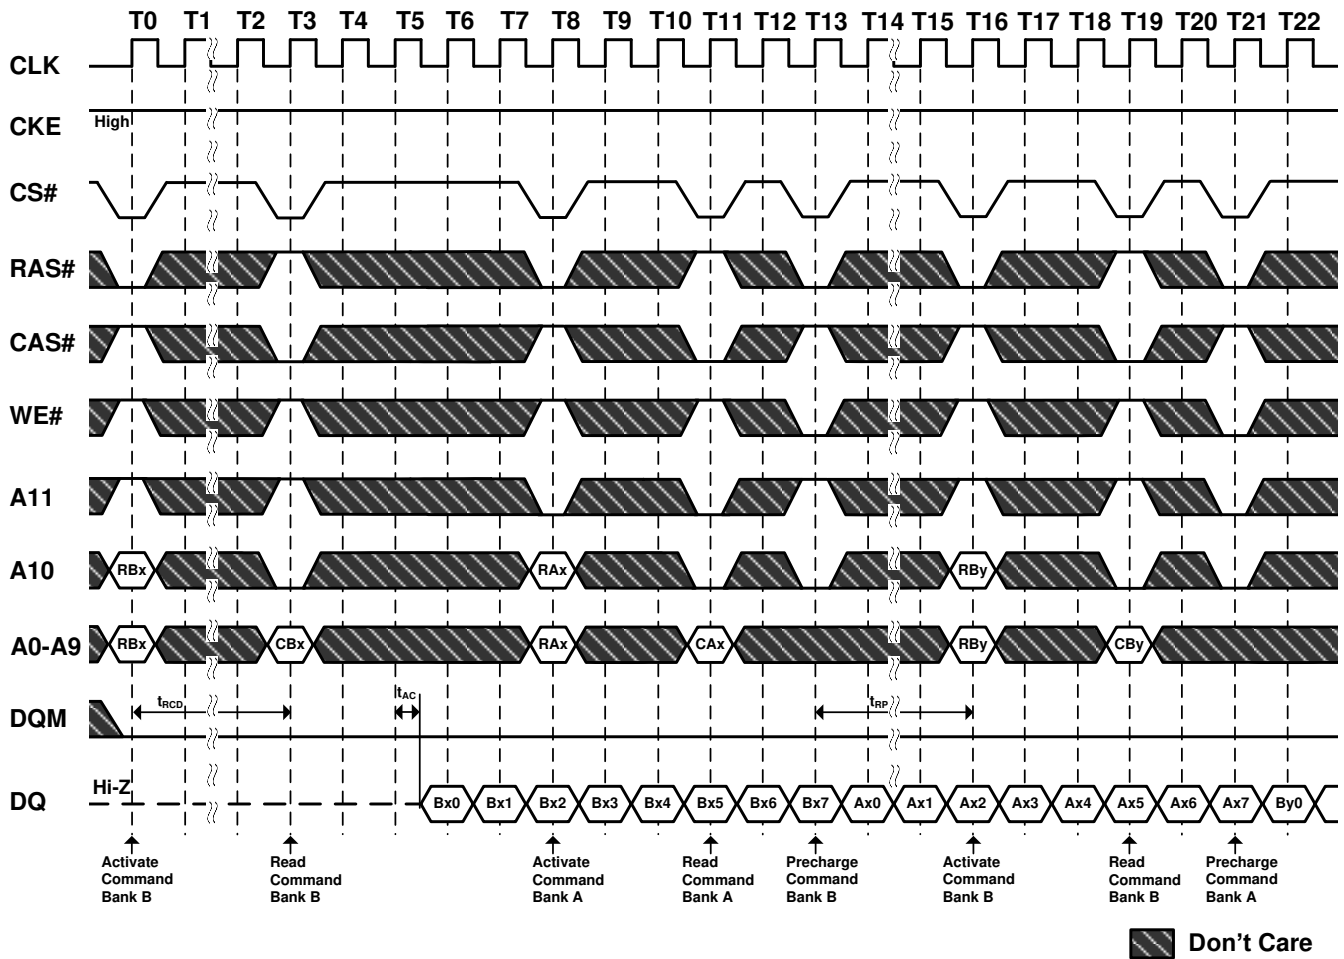 T0 T1 T2 T3 T4 T5 T6 T7 T8 T9 T10 T11 T12 T13 T14 T15 T16 T17 T18 T19 T20 T21 T22
CLK
CKE High
CS#
RAS#
CAS#
WE#
A11
A10 RBx RAx RBy
A0-A9 RBx CBx RAx CAx RBy CBy
DQM tRCD tAC tRP
DQ Hi-Z Bx0 Bx1 Bx2 Bx3 Bx4 Bx5 Bx6 Bx7 Ax0 Ax1 Ax2 Ax3 Ax4 Ax5 Ax6 Ax7 By0
Activate
Command
Bank B
Read
Command
Bank B
Activate
Command
Bank A
Read
Command
Bank A
Precharge
Command
Bank B
Activate
Command
Bank B
Read
Command
Bank B
Precharge
Command
Bank A
Don't Care